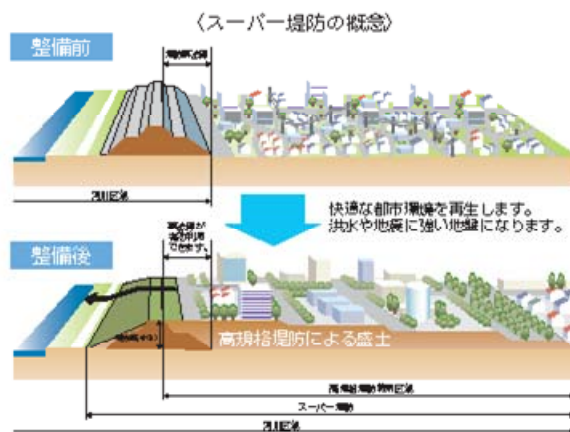 〈スーパー堤防の概念〉
整備前
河川区域
快適な都市環境を再生します。
洪水や地震に強い地盤になります。
整備後
高規格堤防による盛土
スーパー堤防
河川区域